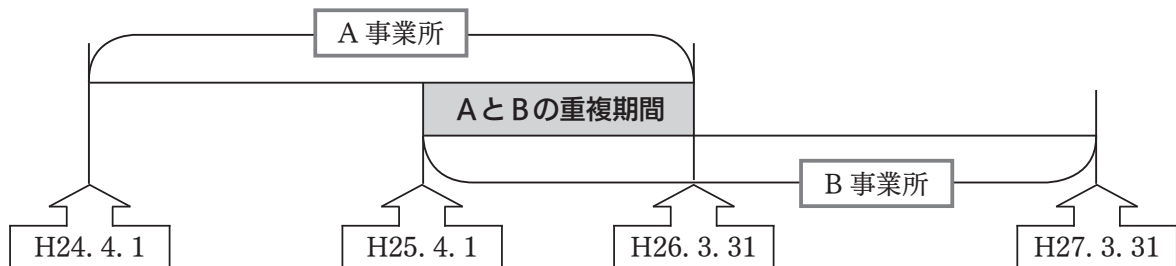 A 事業所
AとBの重複期間
B 事業所
H24. 4. 1
H25. 4. 1
H26. 3. 31
H27. 3. 31